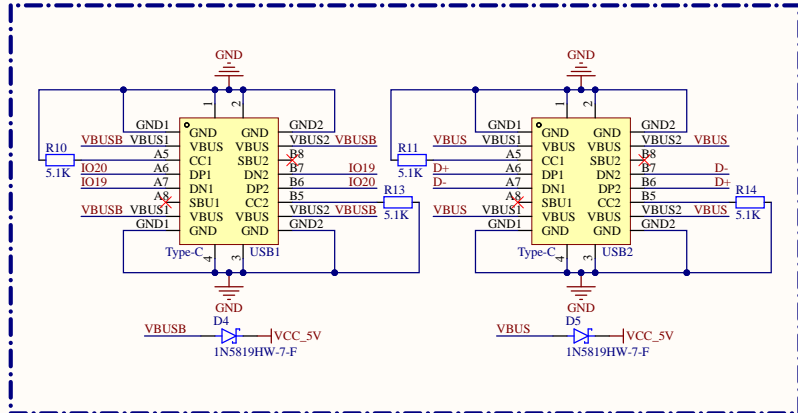 GND GND
1 2 1 2
GND1 GND GND GND2 GND1 GND GND GND2
VBUSB VBUS1 VBUS VBUS VBUS2 VBUSB VBUS VBUS1 VBUS VBUS VBUS2 VBUS
R10 A5 CC1 SBU2 B8 R11 A5 CC1 SBU2 B8
5.1K IO20 A6 DP1 DN2 B7 IO19 5.1K D+ A6 DP1 DN2 B7 D-
IO19 A7 DN1 DP2 B6 IO20 R13 D- A7 DN1 DP2 B6 D+ R14
A8 SBU1 CC2 B5 5.1K A8 SBU1 CC2 B5 5.1K
VBUSB VBUS1 VBUS VBUS VBUS2 VBUSB VBUS VBUS1 VBUS VBUS VBUS2 VBUS
GND1 GND GND GND2 GND1 GND GND GND2
Type-C 4 3 USB1 Type-C 4 3 USB2
GND GND
D4 D5
VBUSB VCC_5V VBUS VCC_5V
1N5819HW-7-F 1N5819HW-7-F